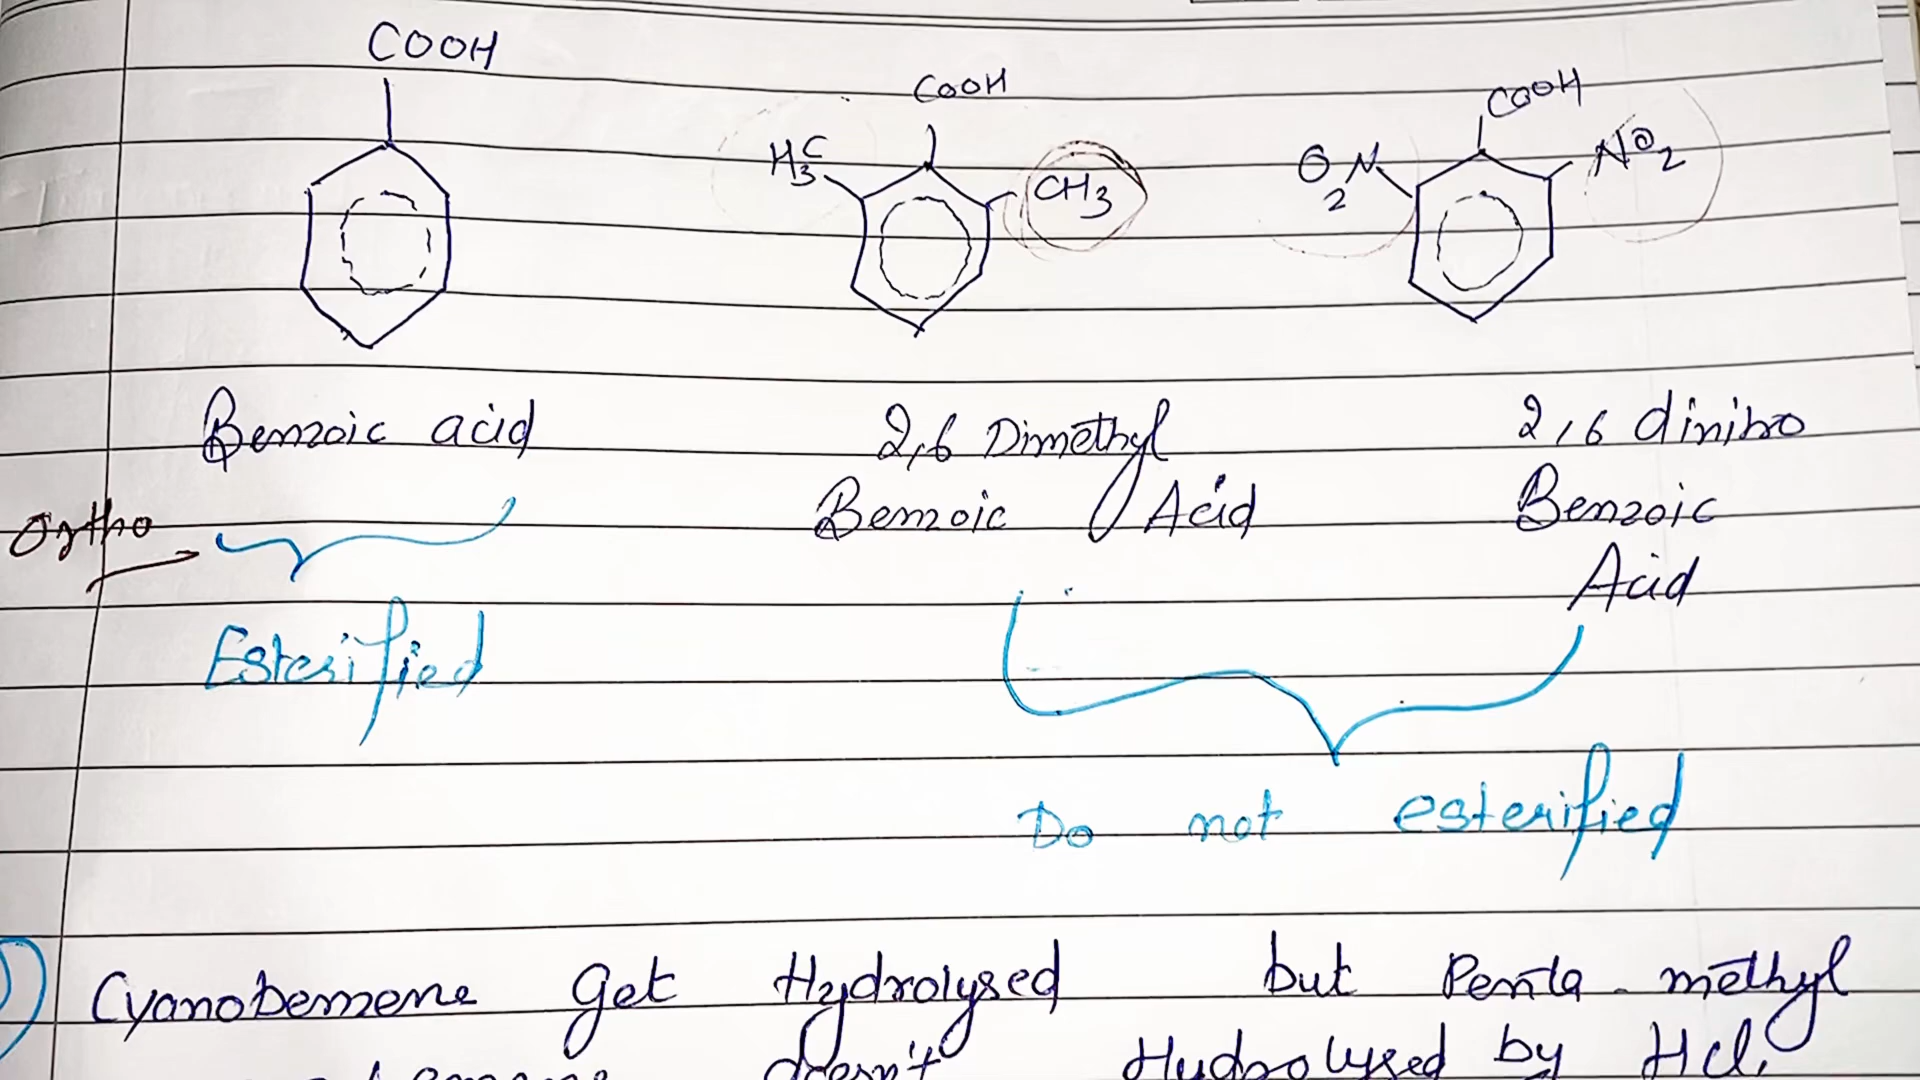 COOH
COOH
COOH
H3C
CH3
O2N
NO2
Benzoic acid
2,6 Dimethyl
Benzoic Acid
2,6 dinitro
Benzoic
Acid
Ortho
Esterified
Do not esterified
Cyanobenzene get Hydrolysed but Penta-methyl
doesn't Hydrolysed by HCl.